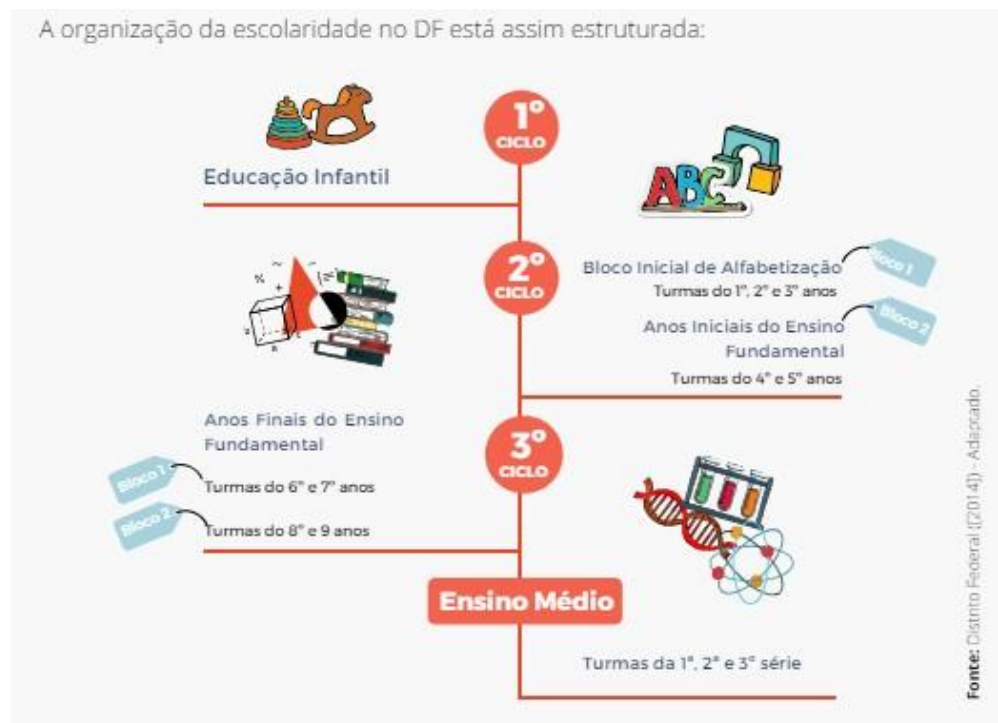 A organização da escolaridade no DF está assim estruturada:
1º
CICLO
Educação Infantil
ABC
2º
CICLO
Bloco Inicial de Alfabetização
Bloco 1
Turmas do 1º, 2º e 3º anos
Anos Iniciais do Ensino
Fundamental
Bloco 2
Turmas do 4º e 5º anos
3º
CICLO
Anos Finais do Ensino
Fundamental
Bloco 1
Turmas do 6º e 7º anos
Bloco 2
Turmas do 8º e 9 anos
Ensino Médio
Turmas da 1ª, 2ª e 3ª série
Fonte: Distrito Federal ([2014]) - Adaptado.